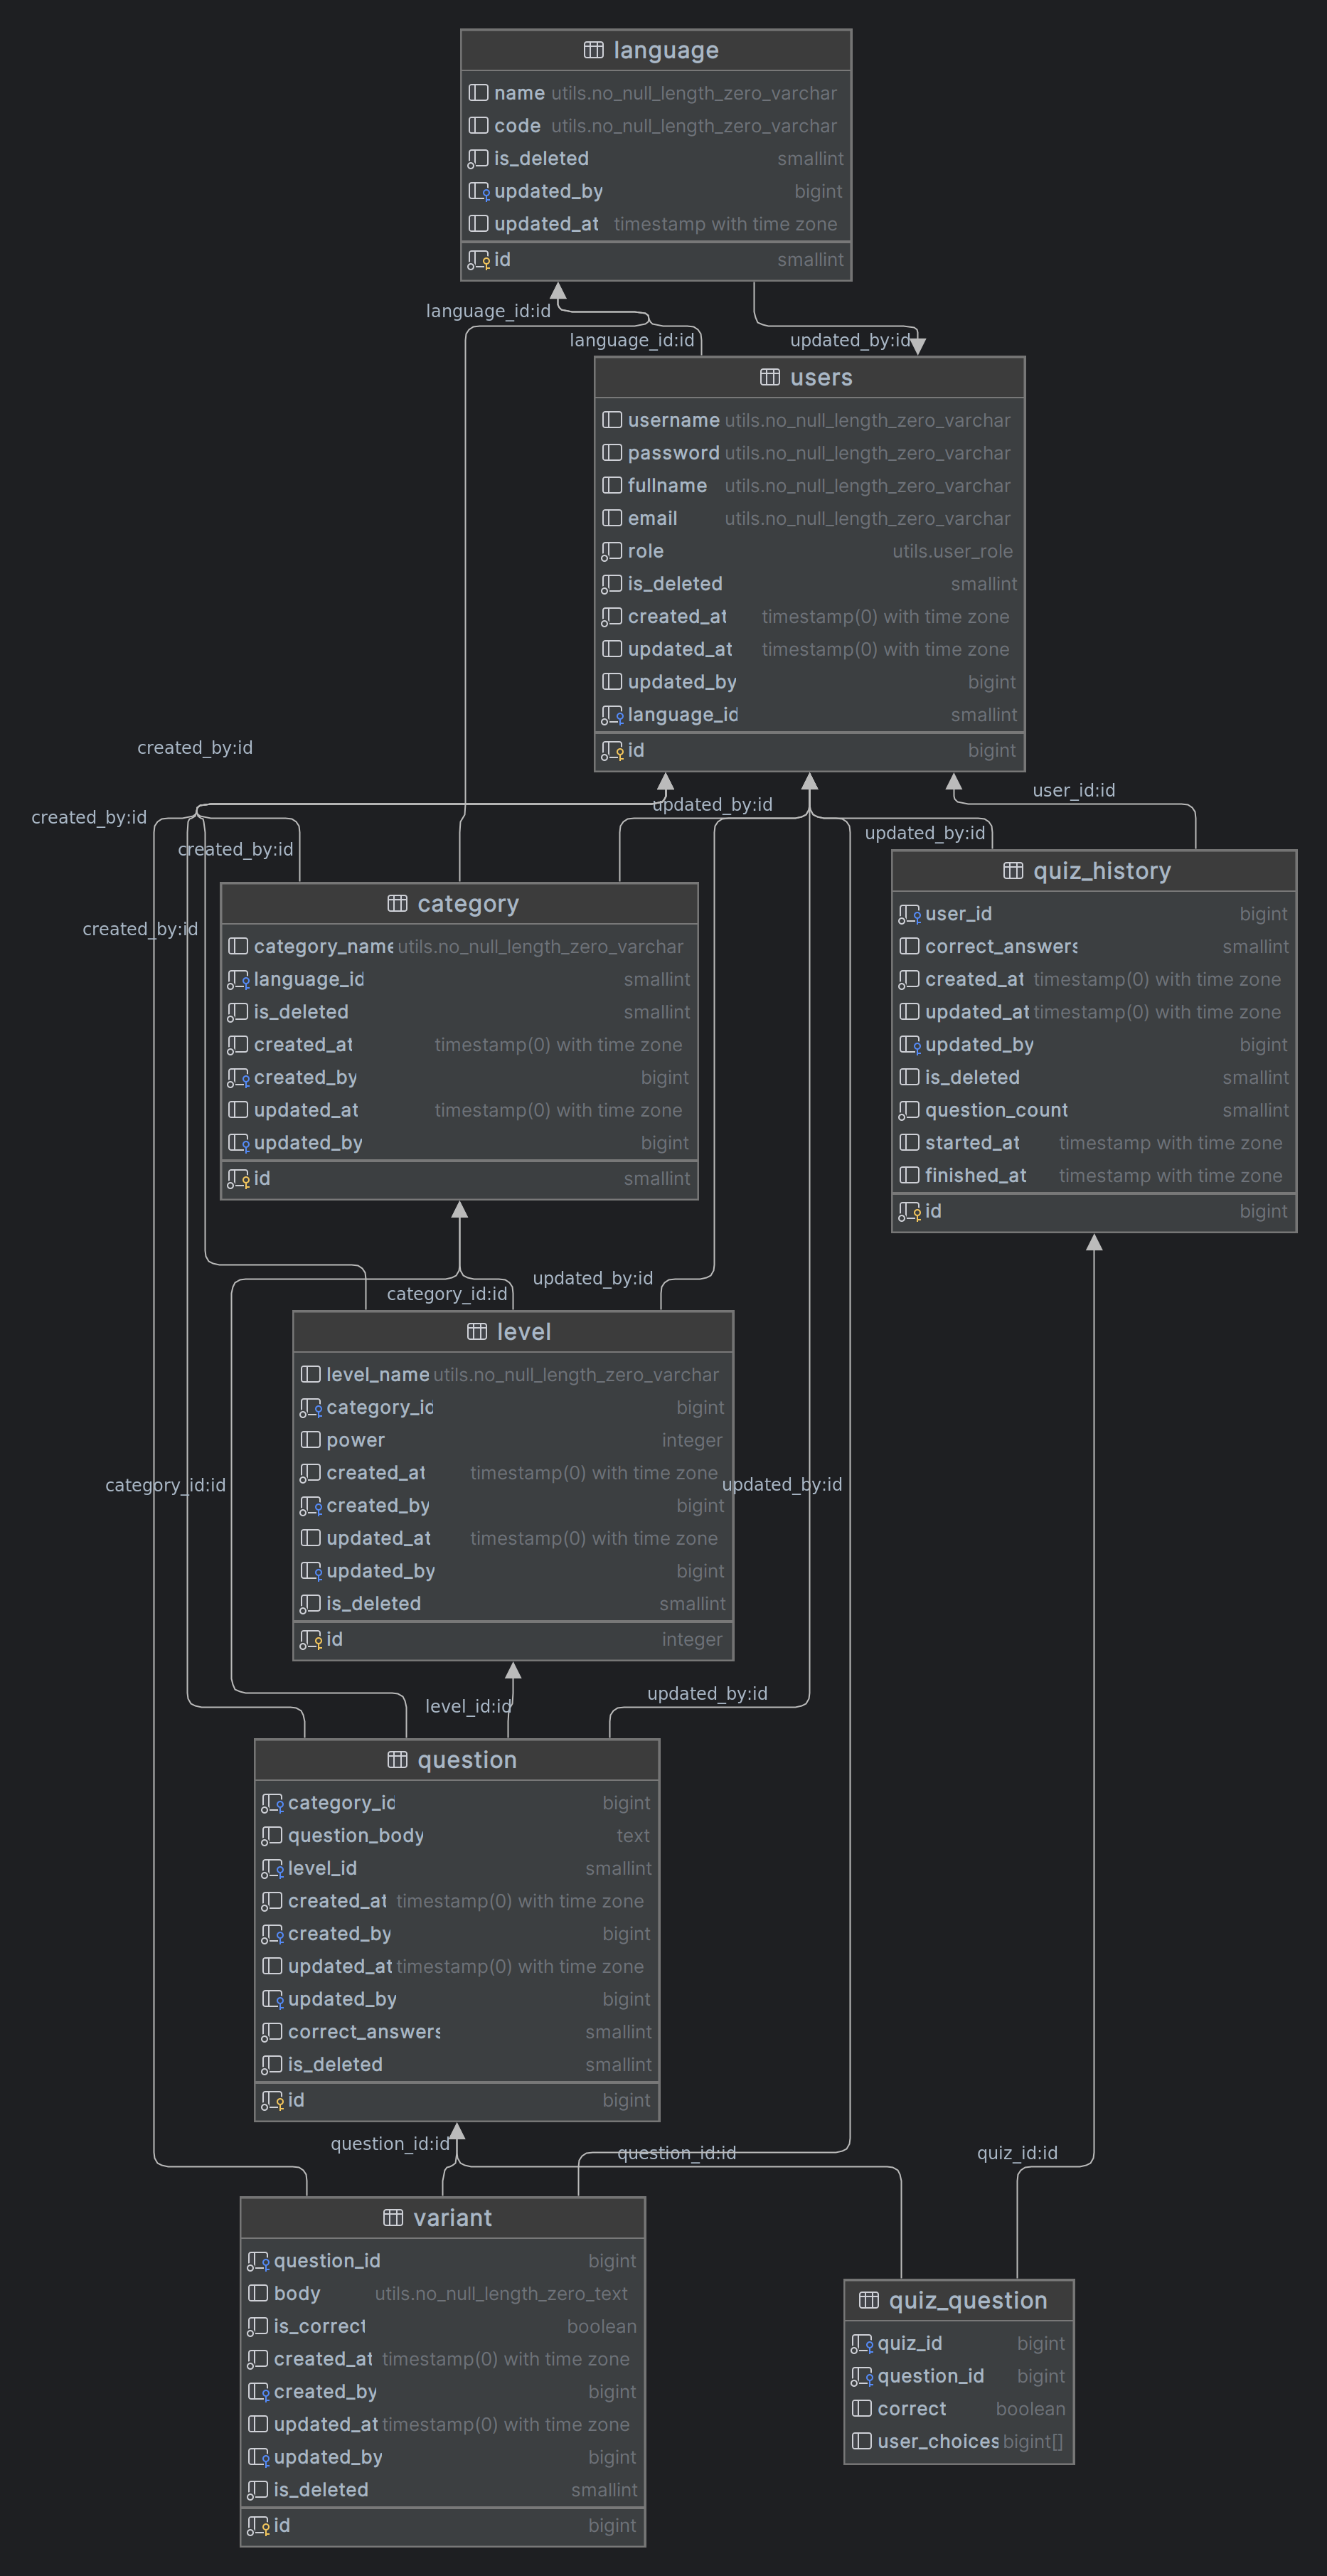 language
name utils.no_null_length_zero_varchar
code utils.no_null_length_zero_varchar
is_deleted smallint
updated_by bigint
updated_at timestamp with time zone
id smallint
language_id:id
language_id:id
updated_by:id
users
username utils.no_null_length_zero_varchar
password utils.no_null_length_zero_varchar
fullname utils.no_null_length_zero_varchar
email utils.no_null_length_zero_varchar
role utils.user_role
is_deleted smallint
created_at timestamp(0) with time zone
updated_at timestamp(0) with time zone
updated_by bigint
language_id smallint
id bigint
created_by:id
user_id:id
updated_by:id
created_by:id
updated_by:id
created_by:id
created_by:id
category
category_name utils.no_null_length_zero_varchar
language_id smallint
is_deleted smallint
created_at timestamp(0) with time zone
created_by bigint
updated_at timestamp(0) with time zone
updated_by bigint
id smallint
quiz_history
user_id bigint
correct_answers smallint
created_at timestamp(0) with time zone
updated_at timestamp(0) with time zone
updated_by bigint
is_deleted smallint
question_count smallint
started_at timestamp with time zone
finished_at timestamp with time zone
id bigint
updated_by:id
category_id:id
level
level_name utils.no_null_length_zero_varchar
category_id bigint
power integer
created_at timestamp(0) with time zone
created_by bigint
updated_at timestamp(0) with time zone
updated_by bigint
is_deleted smallint
id integer
category_id:id
updated_by:id
updated_by:id
level_id:id
question
category_id bigint
question_body text
level_id smallint
created_at timestamp(0) with time zone
created_by bigint
updated_at timestamp(0) with time zone
updated_by bigint
correct_answers smallint
is_deleted smallint
id bigint
question_id:id
question_id:id
quiz_id:id
variant
question_id bigint
body utils.no_null_length_zero_text
is_correct boolean
created_at timestamp(0) with time zone
created_by bigint
updated_at timestamp(0) with time zone
updated_by bigint
is_deleted smallint
id bigint
quiz_question
quiz_id bigint
question_id bigint
correct boolean
user_choices bigint[]